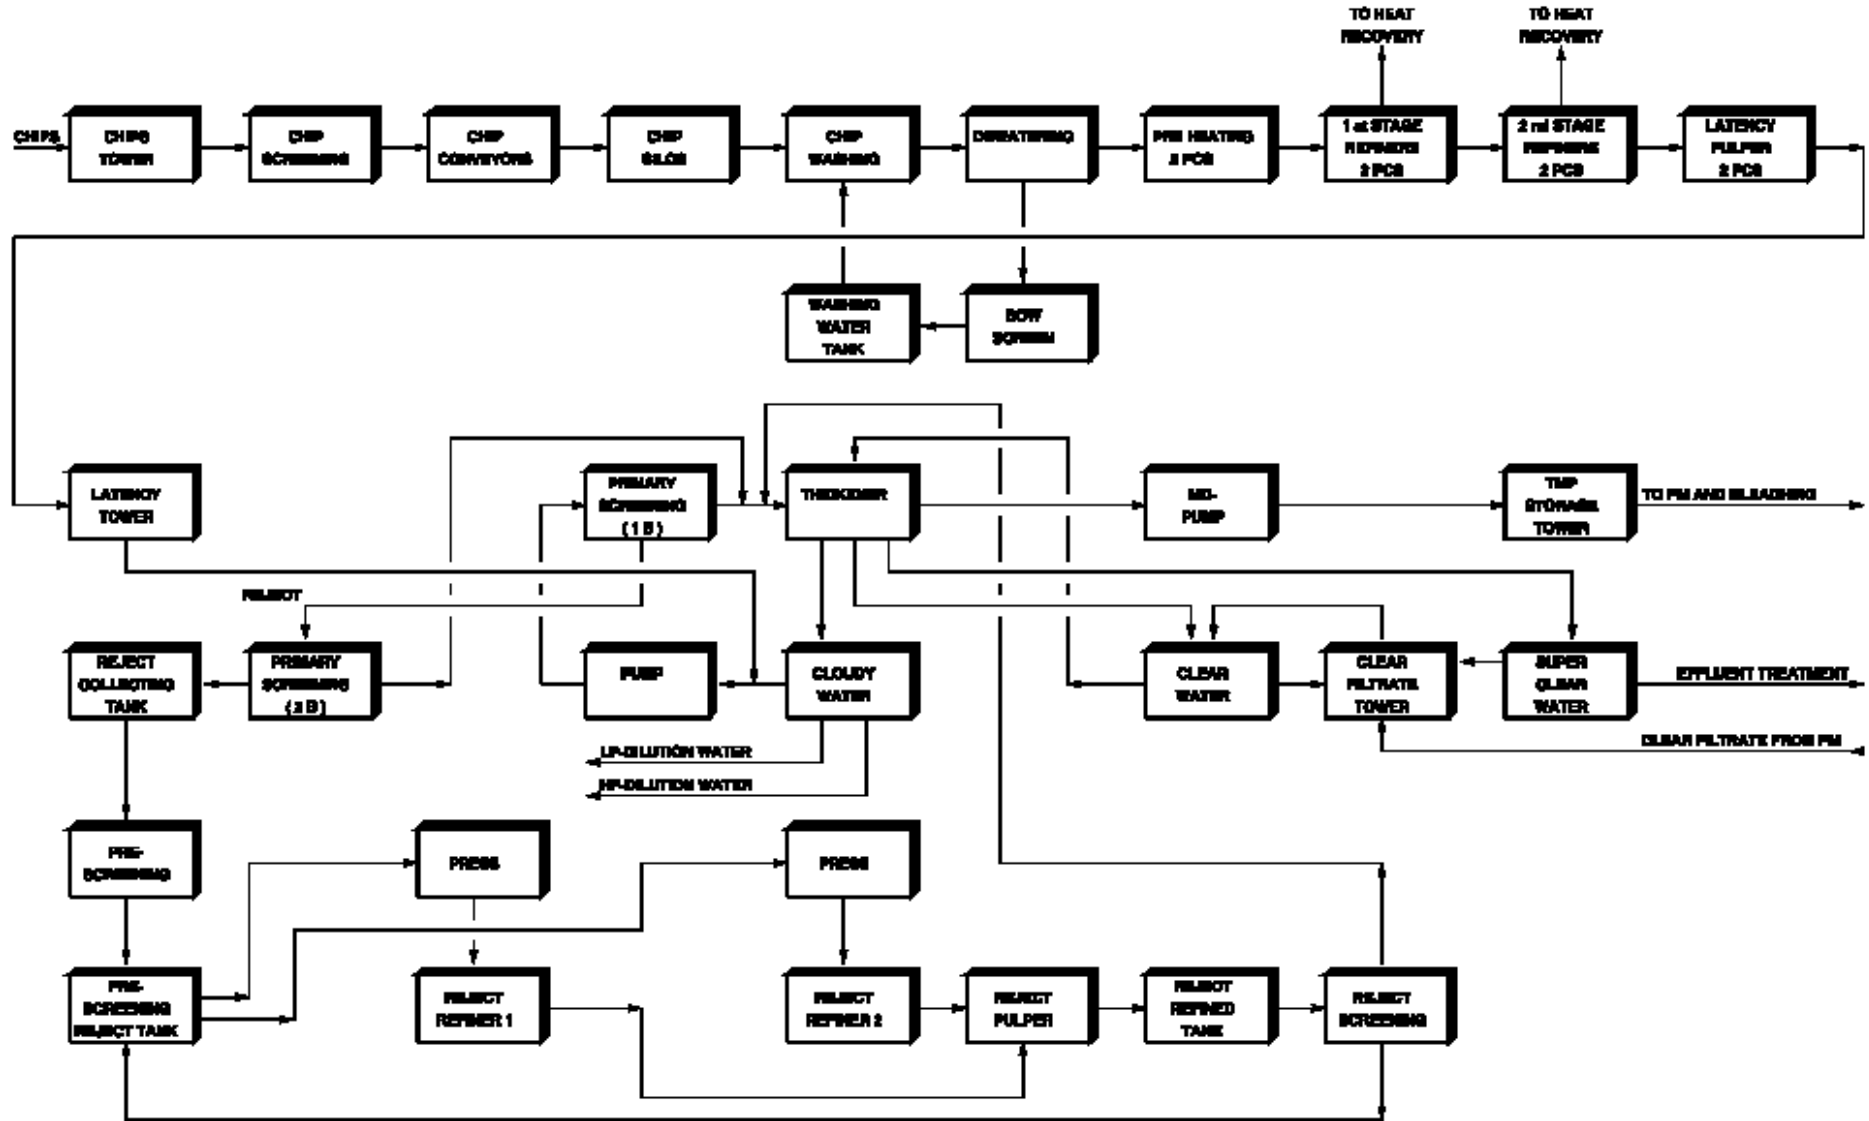 TO HEAT
RECOVERY
TO HEAT
RECOVERY
CHIPS
CHIPS
TOWER
CHIP
SCREENING
CHIP
CONVEYORS
CHIP
SILOS
CHIP
WASHING
DEWATERING
PRE HEATING
PCS
1 st STAGE
REFINERS
2 PCS
2 nd STAGE
REFINERS
2 PCS
LATENCY
PULPER
2 PCS
WASHING
WATER
TANK
BOW
SCREEN
LATENCY
TOWER
PRIMARY
SCREENING
( 1 B )
THICKENER
MC-
PUMP
TMP
STORAGE
TOWER
TO PM AND BLEACHING
REJECT
REJECT
COLLECTING
TANK
PRIMARY
SCREENING
( 2 B )
PUMP
CLOUDY
WATER
CLEAR
WATER
CLEAR
FILTRATE
TOWER
SUPER
CLEAR
WATER
EFFLUENT TREATMENT
CLEAR FILTRATE FROM PM
LP-DILUTION WATER
HP-DILUTION WATER
PRE-
SCREENING
PRESS
PRESS
PRE-
SCREENING
REJECT TANK
REJECT
REFINER 1
REJECT
REFINER 2
REJECT
PULPER
REJECT
REFINED
TANK
REJECT
SCREENING